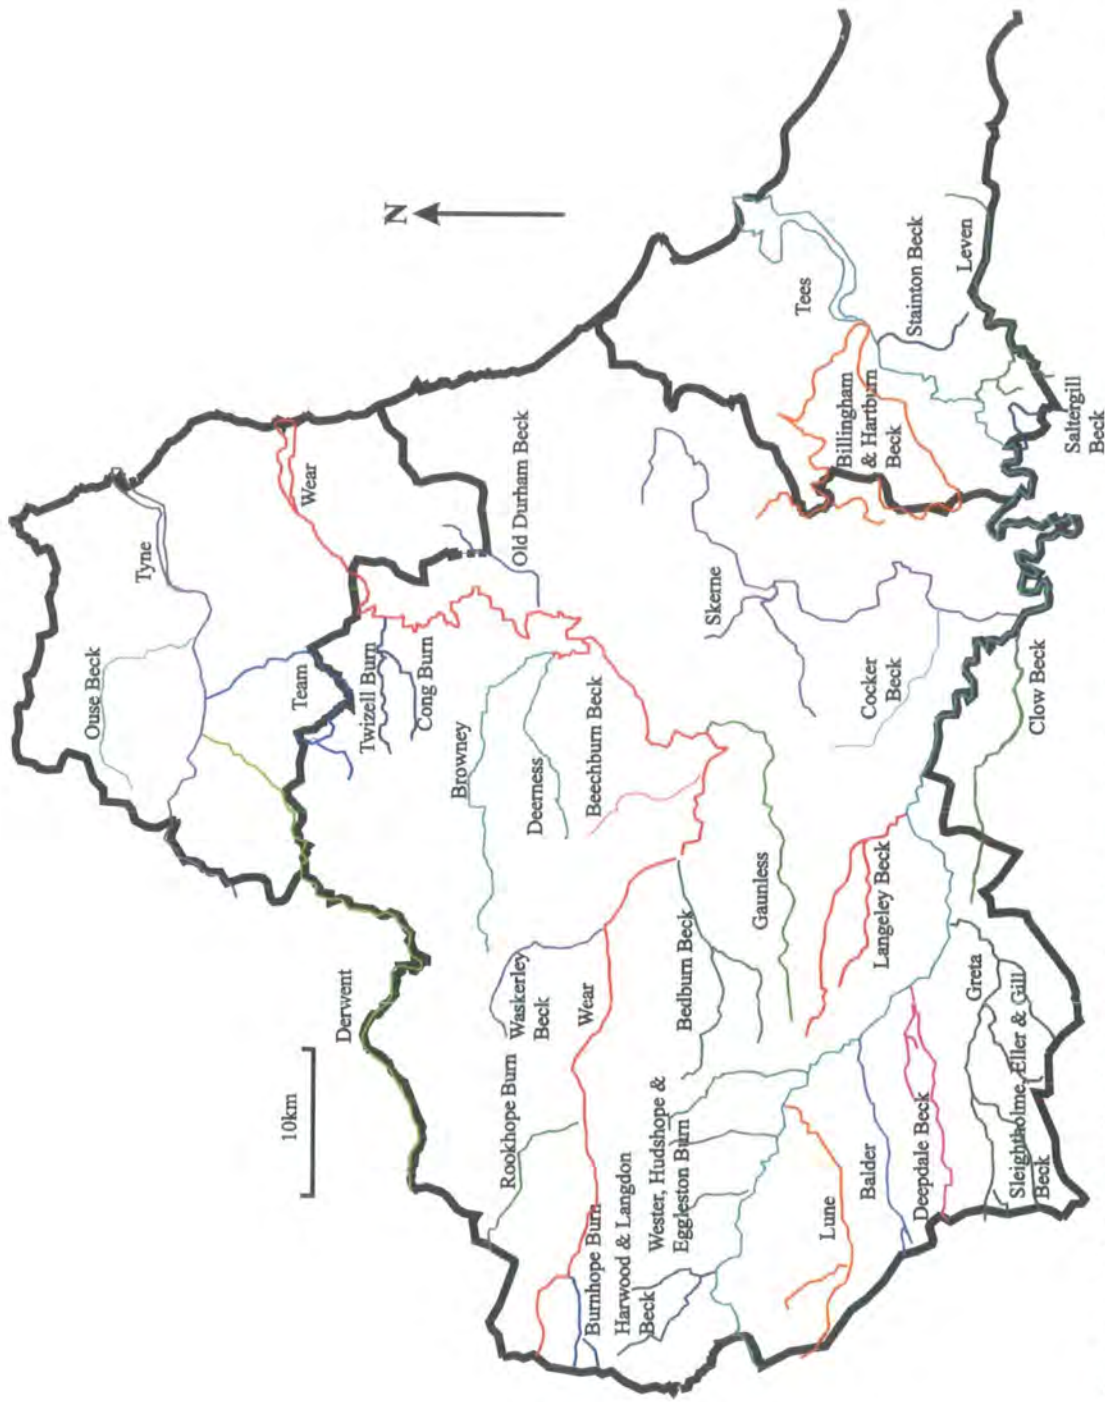 N
10km
Tyne
Ouse Beck
Team
Wear
Twizell Burn
Cong Burn
Old Durham Beck
Derwent
Browney
Deerness
Beechburn Beck
Waskerley
Beck
Wear
Rookhope Burn
Burnhope Burn
Harwood & Langdon
Beck
Wester, Hudshope &
Eggleston Burn
Bedburn Beck
Gaunless
Skerne
Cocker
Beck
Billingham
& Hartburn
Beck
Tees
Stainton Beck
Leven
Saltergill
Beck
Clow Beck
Langeley Beck
Lune
Balder
Deepdale Beck
Greta
Sleightholme, Eller & Gill
Beck